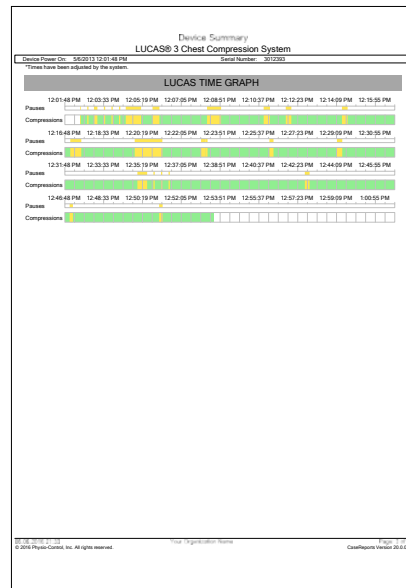 Device Summary
LUCAS® 3 Chest Compression System
Device Power On: 5/6/2013 12:01:48 PM Serial Number: 3012393
*Times have been adjusted by the system.
LUCAS TIME GRAPH
12:01:48 PM 12:03:33 PM 12:05:19 PM 12:07:05 PM 12:08:51 PM 12:10:37 PM 12:12:23 PM 12:14:09 PM 12:15:55 PM
Pauses
Compressions
12:16:48 PM 12:18:33 PM 12:20:19 PM 12:22:05 PM 12:23:51 PM 12:25:37 PM 12:27:23 PM 12:29:09 PM 12:30:55 PM
Pauses
Compressions
12:31:48 PM 12:33:33 PM 12:35:19 PM 12:37:05 PM 12:38:51 PM 12:40:37 PM 12:42:23 PM 12:44:09 PM 12:45:55 PM
Pauses
Compressions
12:46:48 PM 12:48:33 PM 12:50:19 PM 12:52:05 PM 12:53:51 PM 12:55:37 PM 12:57:23 PM 12:59:09 PM 1:00:55 PM
Pauses
Compressions
Your Organization Name Page 1 of
© 2016 Physio-Control, Inc. All rights reserved. CaseReports Version 20.0.0